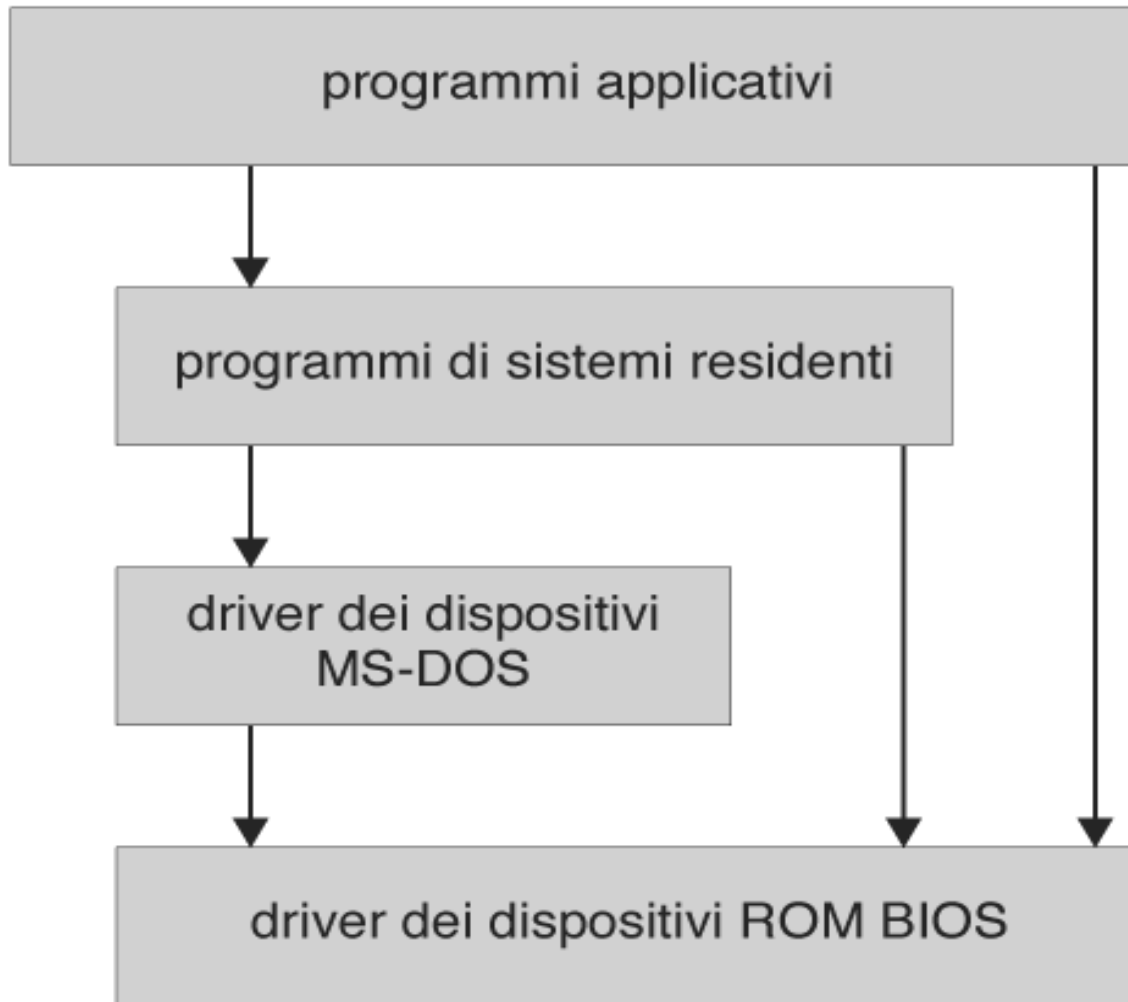 programmi applicativi
programmi di sistemi residenti
driver dei dispositivi
MS-DOS
driver dei dispositivi ROM BIOS